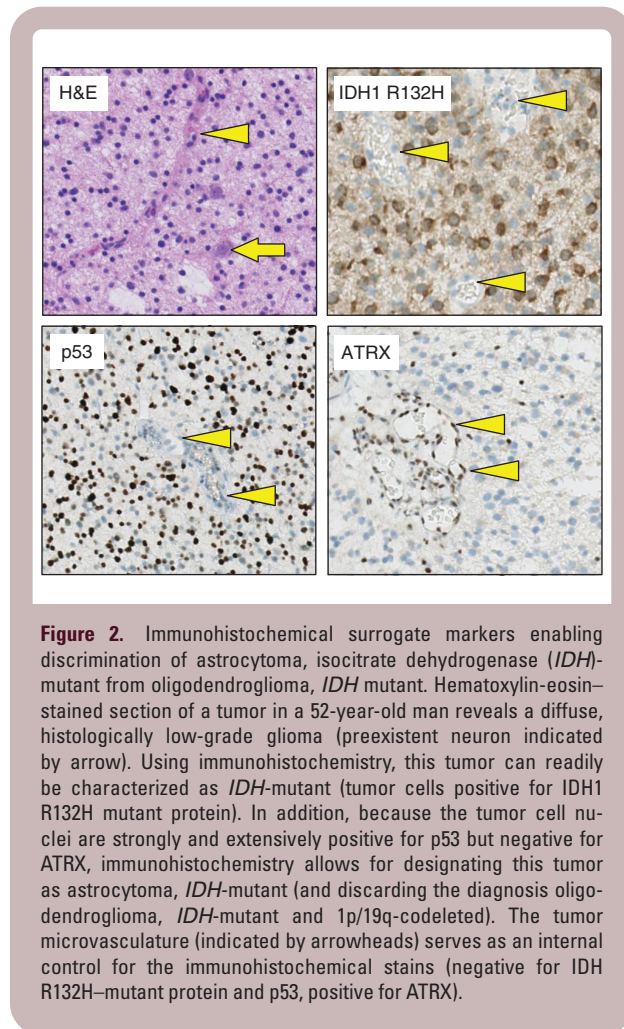 H&E
IDH1 R132H
p53
ATRX
Figure 2. Immunohistochemical surrogate markers enabling
discrimination of astrocytoma, isocitrate dehydrogenase (IDH)-
mutant from oligodendroglioma, IDH mutant. Hematoxylin-eosin–
stained section of a tumor in a 52-year-old man reveals a diffuse,
histologically low-grade glioma (preexistent neuron indicated
by arrow). Using immunohistochemistry, this tumor can readily
be characterized as IDH-mutant (tumor cells positive for IDH1
R132H mutant protein). In addition, because the tumor cell nu-
clei are strongly and extensively positive for p53 but negative for
ATRX, immunohistochemistry allows for designating this tumor
as astrocytoma, IDH-mutant (and discarding the diagnosis oligo-
dendroglioma, IDH-mutant and 1p/19q-codeleted). The tumor
microvasculature (indicated by arrowheads) serves as an internal
control for the immunohistochemical stains (negative for IDH
R132H–mutant protein and p53, positive for ATRX).